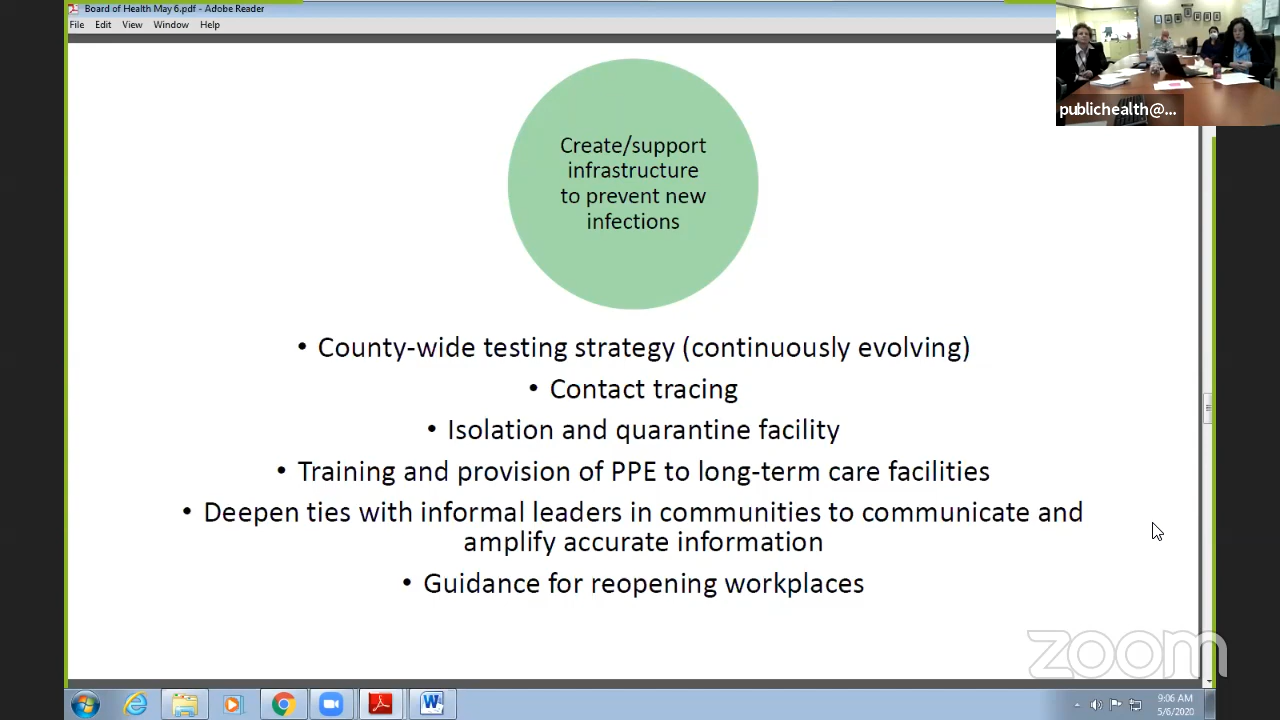 Board of Health May 6.pdf - Adobe Reader
File Edit View Window Help
publichealth@...
Create/support
infrastructure
to prevent new
infections
• County-wide testing strategy (continuously evolving)
• Contact tracing
• Isolation and quarantine facility
• Training and provision of PPE to long-term care facilities
• Deepen ties with informal leaders in communities to communicate and
amplify accurate information
• Guidance for reopening workplaces
zoom
9:06 AM
5/6/2020